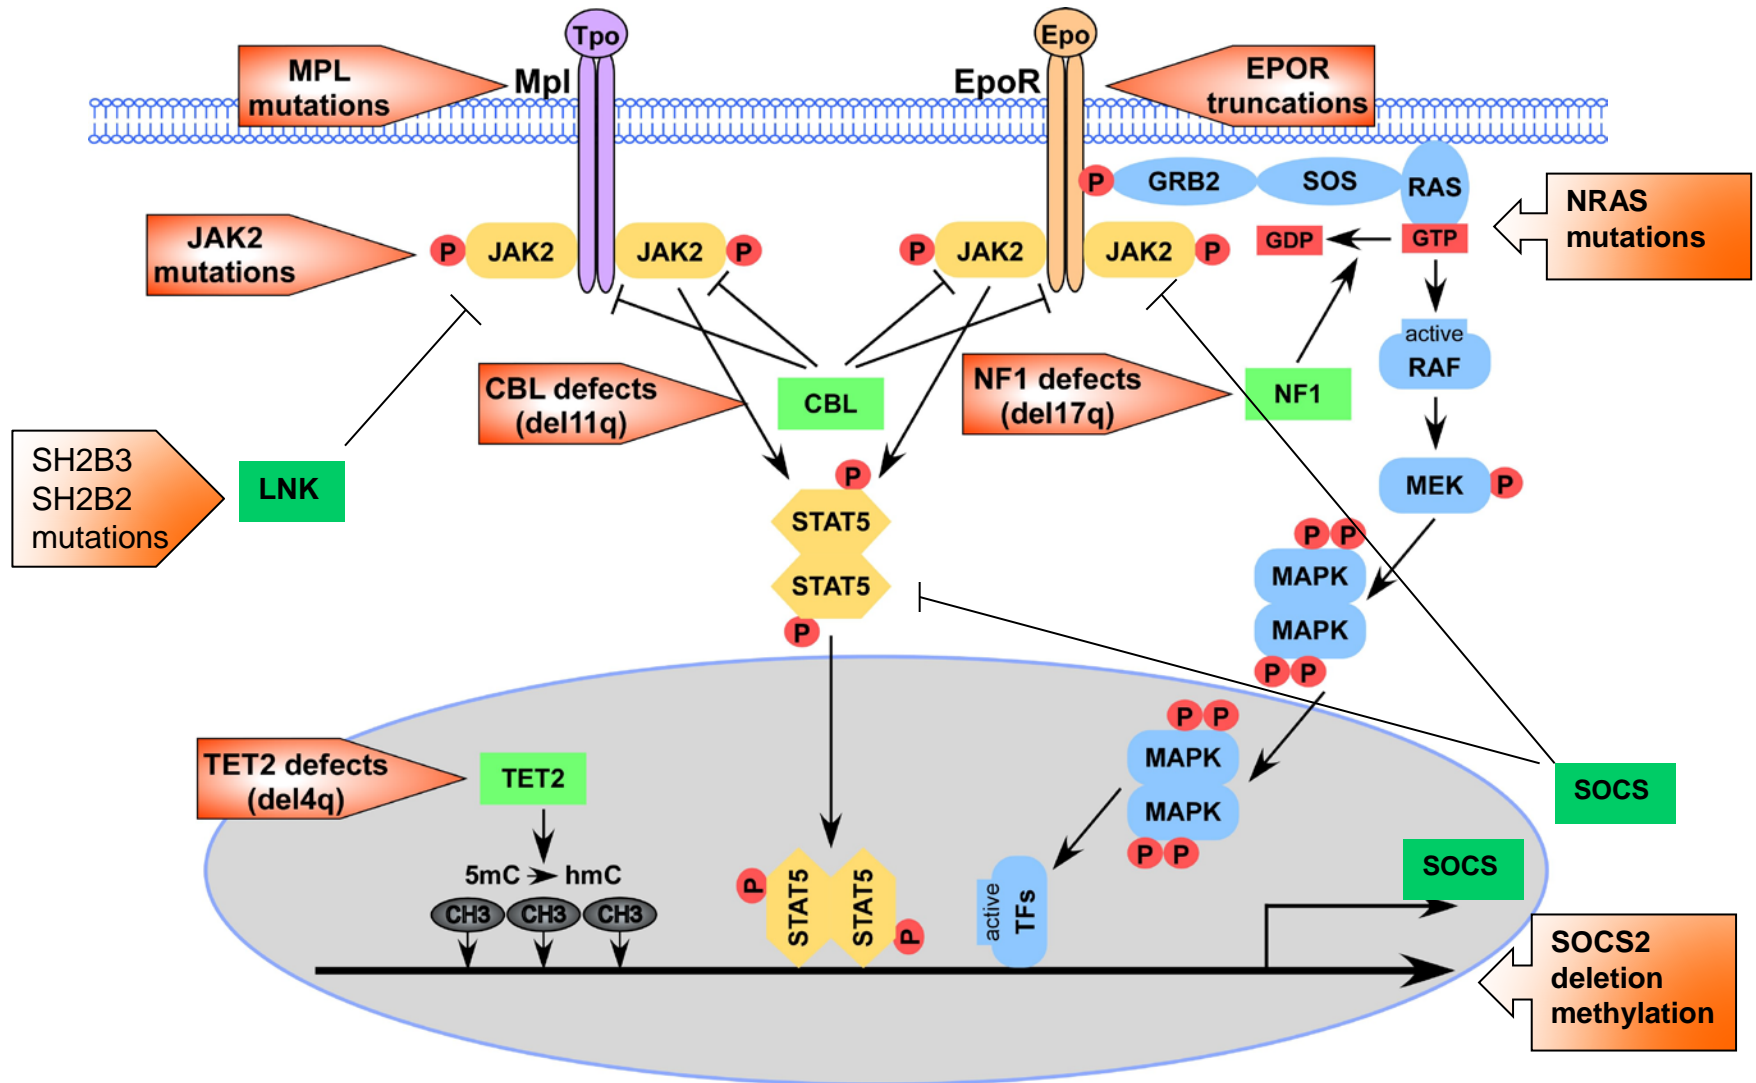 Tpo
Epo
MPL
mutations
Mpl
EpoR
EPOR
truncations
P
GRB2
SOS
RAS
NRAS
mutations
JAK2
mutations
P
JAK2
JAK2
P
P
JAK2
JAK2
P
GDP
GTP
active
RAF
CBL defects
(del11q)
CBL
NF1 defects
(del17q)
NF1
SH2B3
SH2B2
mutations
LNK
P
STAT5
STAT5
P
MEK
P
P
P
MAPK
MAPK
P
P
TET2 defects
(del4q)
TET2
5mC
hmC
CH3
CH3
CH3
P
STAT5
STAT5
P
P
P
MAPK
MAPK
P
P
active
TFs
SOCS
SOCS
SOCS2
deletion
methylation